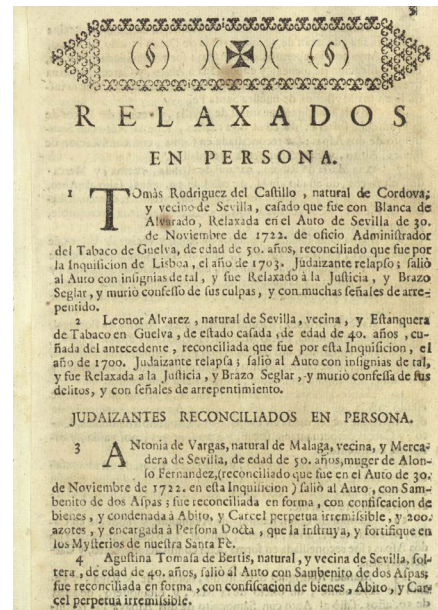 (§) )(✠)( (§)
RELAXADOS
EN PERSONA.
1 TOmás Rodriguez del Castillo, natural de Cordova;
y vecino de Sevilla, casado que fue con Blanca de
Alvarado, Relaxada en el Auto de Sevilla de 30.
de Noviembre de 1722. de oficio Administrador
del Tabaco de Guelva, de edad de 50. años, reconciliado que fue por
la Inquisicion de Lisboa, el año de 1703. Judaizante relapso; saliò
al Auto con insignias de tal, y fue Relaxado à la Justicia, y Brazo
Seglar, y muriò confesso de sus culpas, y con muchas señales de arre-
pentido.
2 Leonor Alvarez, natural de Sevilla, vecina, y Estanquera
de Tabaco en Guelva, de estado casada, de edad de 40. años, cu-
ñada del antecedente, reconciliada que fue por esta Inquisicion, el
año de 1700. Judaizante relapsa; saliò al Auto con insignias de tal,
y fue Relaxada à la Justicia, y Brazo Seglar, y muriò confessa de sus
delitos, y con señales de arrepentimiento.
JUDAIZANTES RECONCILIADOS EN PERSONA.
3 ANtonia de Vargas, natural de Malaga, vecina, y Merca-
dera de Sevilla, de edad de 50. años, muger de Alon-
so Fernandez, (reconciliado que fue en el Auto de 30.
de Noviembre de 1722. en esta Inquisicion) saliò al Auto, con Sam-
benito de dos Aspas; fue reconciliada en forma, con confiscacion de
bienes, y condenada à Abito, y Carcel perpetua irremissible, y 200.
azotes, y encargada à Persona Docta, que la instruya, y fortifique en
los Mysterios de nuestra Santa Fè.
4 Agustina Tomasa de Bertis, natural, y vecina de Sevilla, sol-
tera, de edad de 40. años, saliò al Auto con Sambenito de dos Aspas;
fue reconciliada en forma, con confiscacion de bienes, Abito, y Car-
cel perpetua irremissible.